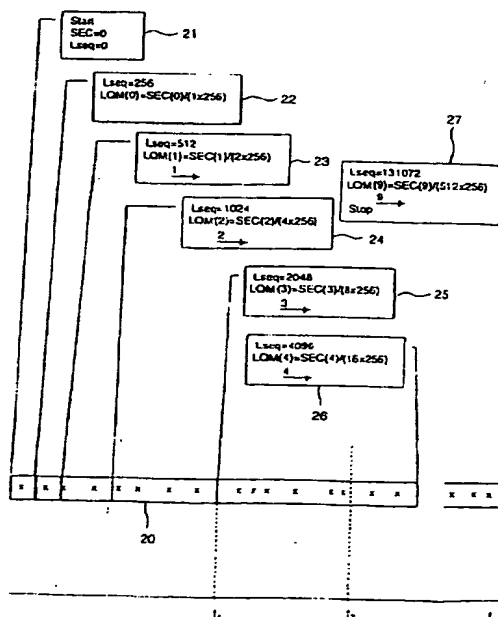 Start
SEC=0
Lseq=0
21
Lseq=256
LOM(0)=SEC(0)/(1x256)
22
27
Lseq=512
LOM(1)=SEC(1)/(2x256)
1
23
Lseq=131072
LOM(9)=SEC(9)/(512x256)
9
Stop
Lseq=1024
LOM(2)=SEC(2)/(4x256)
2
24
Lseq=2048
LOM(3)=SEC(3)/(8x256)
3
25
Lseq=4096
LOM(4)=SEC(4)/(16x256)
4
26
x x x x x x x x x x x x x x x x x x x
20